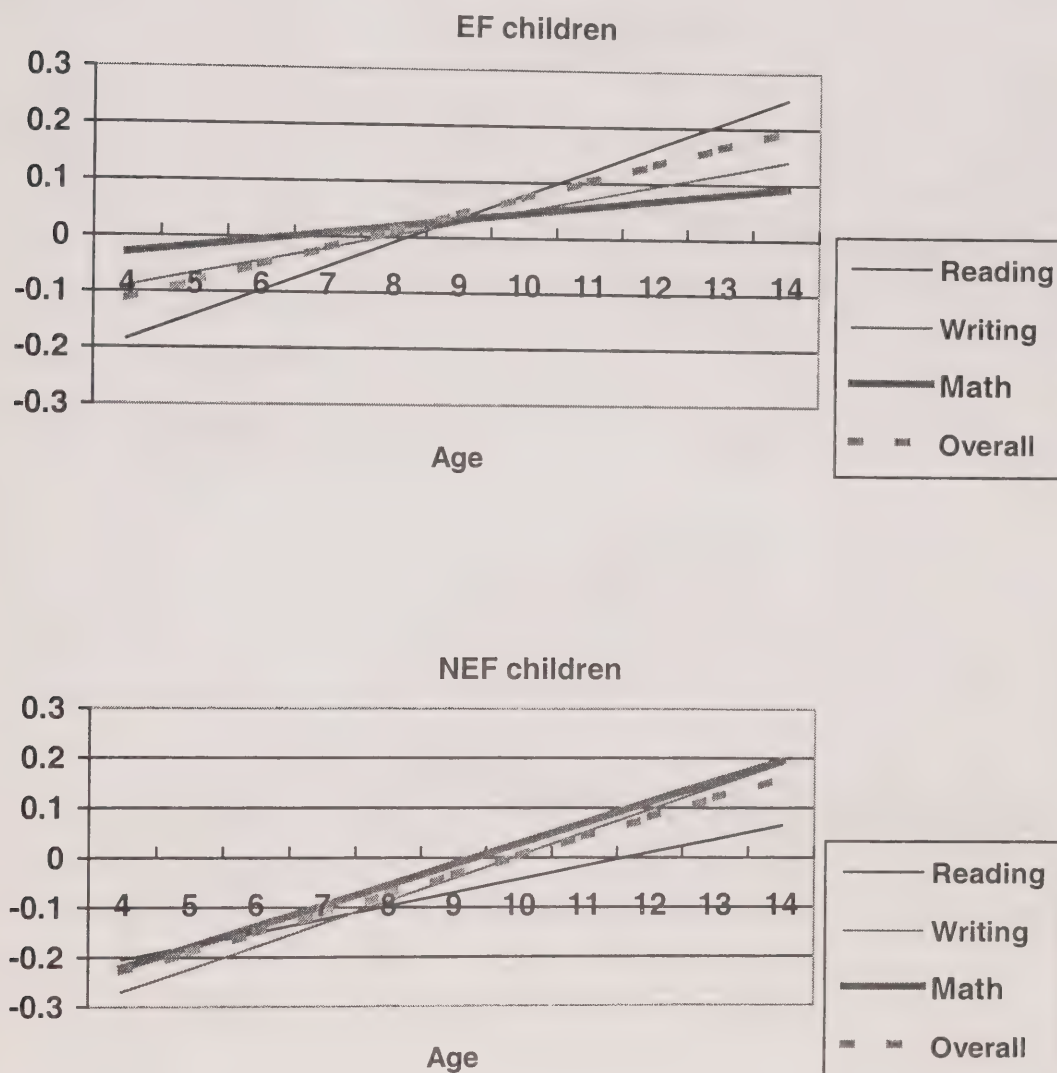 EF children
0.3
0.2
0.1
0
-0.1
-0.2
-0.3
4 5 6 7 8 9 10 11 12 13 14
Age
Reading
Writing
Math
Overall
NEF children
0.3
0.2
0.1
0
-0.1
-0.2
-0.3
4 5 6 7 8 9 10 11 12 13 14
Age
Reading
Writing
Math
Overall